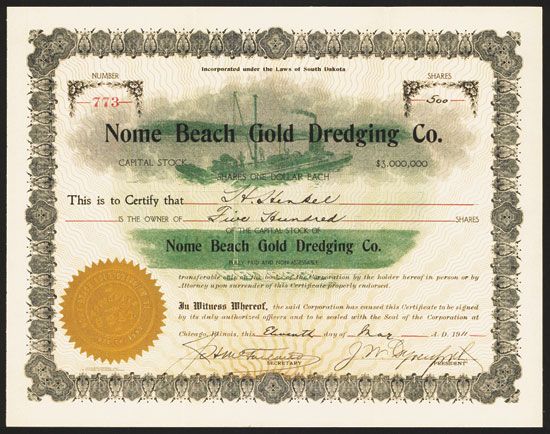 Incorporated under the Laws of South Dakota
NUMBER
SHARES
773
500
Nome Beach Gold Dredging Co.
CAPITAL STOCK
$3,000,000
SHARES ONE DOLLAR EACH
This is to Certify that
IS THE OWNER OF Five Hundred SHARES
OF THE CAPITAL STOCK OF
Nome Beach Gold Dredging Co.
FULLY PAID AND NON-ASSESSABLE
transferable only on the books of the Corporation by the holder hereof in person or by
Attorney upon surrender of this Certificate properly endorsed.
In Witness Whereof, the said Corporation has caused this Certificate to be signed
by its duly authorized officers and to be sealed with the Seal of the Corporation at
Chicago, Illinois, this Eleventh day of May A. D. 1911
SECRETARY
PRESIDENT